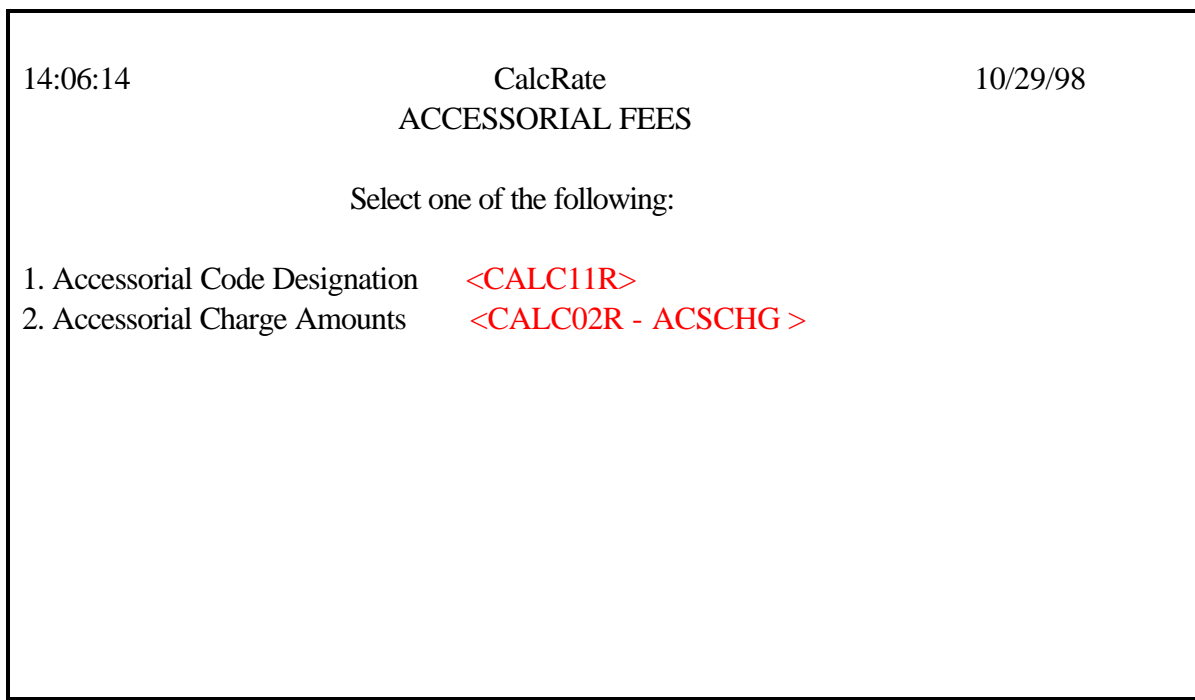 14:06:14 CalcRate 10/29/98
ACCESSORIAL FEES
Select one of the following:
1. Accessorial Code Designation <CALC11R>
2. Accessorial Charge Amounts <CALC02R - ACSCHG >